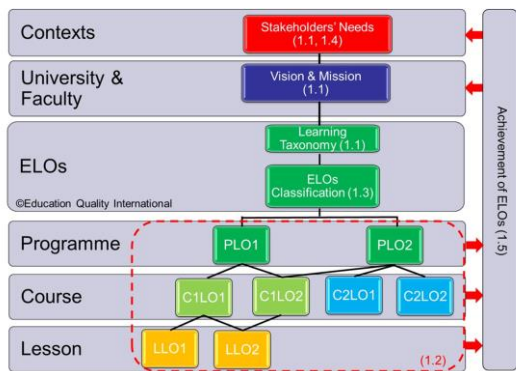 Contexts
Stakeholders' Needs
(1.1, 1.4)
University &
Faculty
Vision & Mission
(1.1)
Learning
Taxonomy (1.1)
ELOs
ELOs
Classification (1.3)
©Education Quality International
Programme
PLO1
PLO2
Course
C1LO1
C1LO2
C2LO1
C2LO2
Lesson
LLO1
LLO2
(1.2)
Achievement of ELOs (1.5)